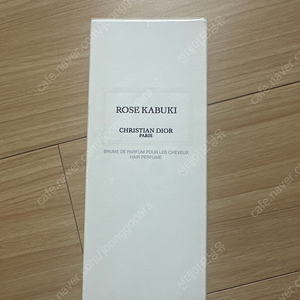 ROSE KABUKI
CHRISTIAN DIOR
PARIS
BRUME DE PARFUM POUR LES CHEVEUX
HAIR PERFUME